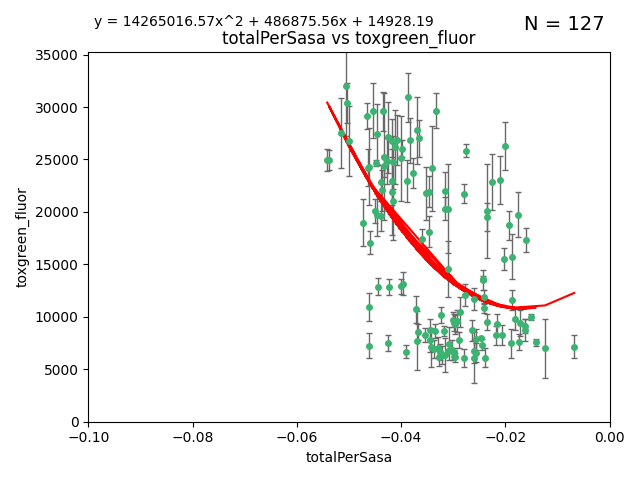 y = 14265016.57x^2 + 486875.56x + 14928.19
N = 127
totalPerSasa vs toxgreen_fluor
35000
30000
25000
20000
15000
10000
5000
0
toxgreen_fluor
−0.10
−0.08
−0.06
−0.04
−0.02
0.00
totalPerSasa